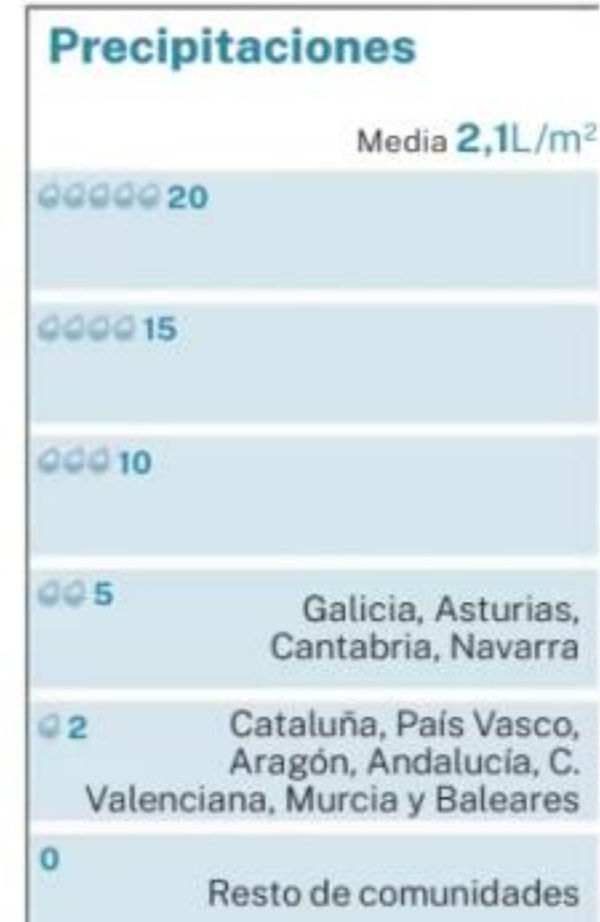 Precipitaciones
Media 2,1L/m²
20
15
10
5
Galicia, Asturias,
Cantabria, Navarra
2
Cataluña, País Vasco,
Aragón, Andalucía, C.
Valenciana, Murcia y Baleares
0
Resto de comunidades